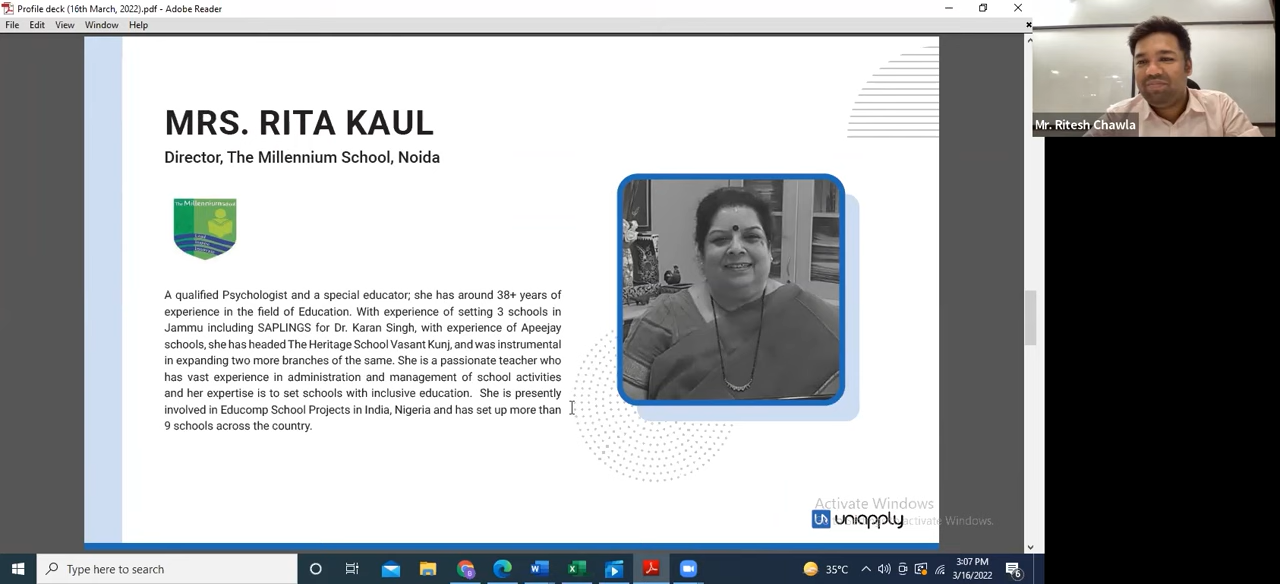 Profile deck (16th March, 2022).pdf - Adobe Reader
File Edit View Window Help
MRS. RITA KAUL
Director, The Millennium School, Noida
The Millennium School
A qualified Psychologist and a special educator; she has around 38+ years of
experience in the field of Education. With experience of setting 3 schools in
Jammu including SAPLINGS for Dr. Karan Singh, with experience of Apeejay
schools, she has headed The Heritage School Vasant Kunj, and was instrumental
in expanding two more branches of the same. She is a passionate teacher who
has vast experience in administration and management of school activities
and her expertise is to set schools with inclusive education. She is presently
involved in Educomp School Projects in India, Nigeria and has set up more than
9 schools across the country.
Mr. Ritesh Chawla
Activate Windows
activate Windows.
uniapply
Type here to search
35°C
3:07 PM
3/16/2022
6